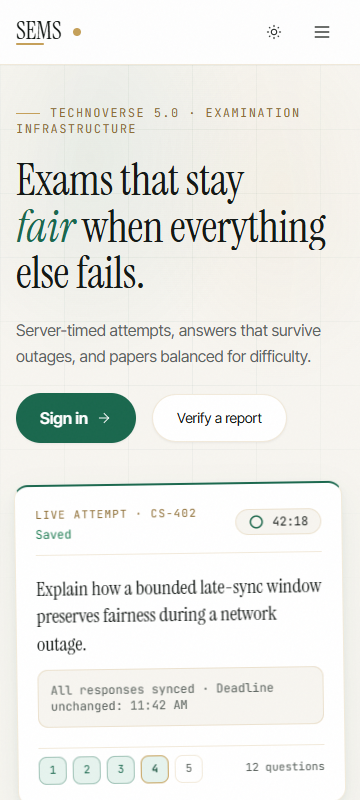 SEMS
TECHNOVERSE 5.0 · EXAMINATION
INFRASTRUCTURE
Exams that stay
fair when everything
else fails.
Server-timed attempts, answers that survive
outages, and papers balanced for difficulty.
Sign in →
Verify a report
LIVE ATTEMPT · CS-402
Saved
42:18
Explain how a bounded late-sync window
preserves fairness during a network
outage.
All responses synced · Deadline
unchanged: 11:42 AM
1 2 3 4 5 12 questions